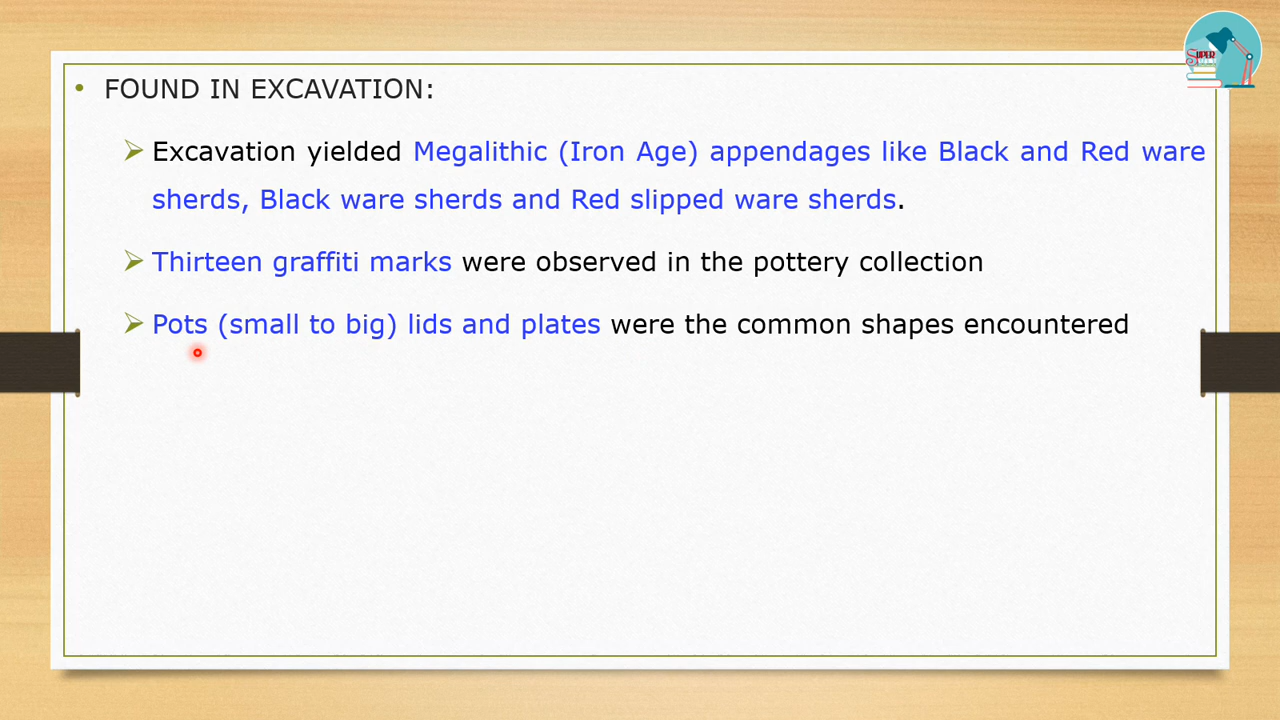 SUPER
• FOUND IN EXCAVATION:
➢ Excavation yielded Megalithic (Iron Age) appendages like Black and Red ware
sherds, Black ware sherds and Red slipped ware sherds.
➢ Thirteen graffiti marks were observed in the pottery collection
➢ Pots (small to big) lids and plates were the common shapes encountered